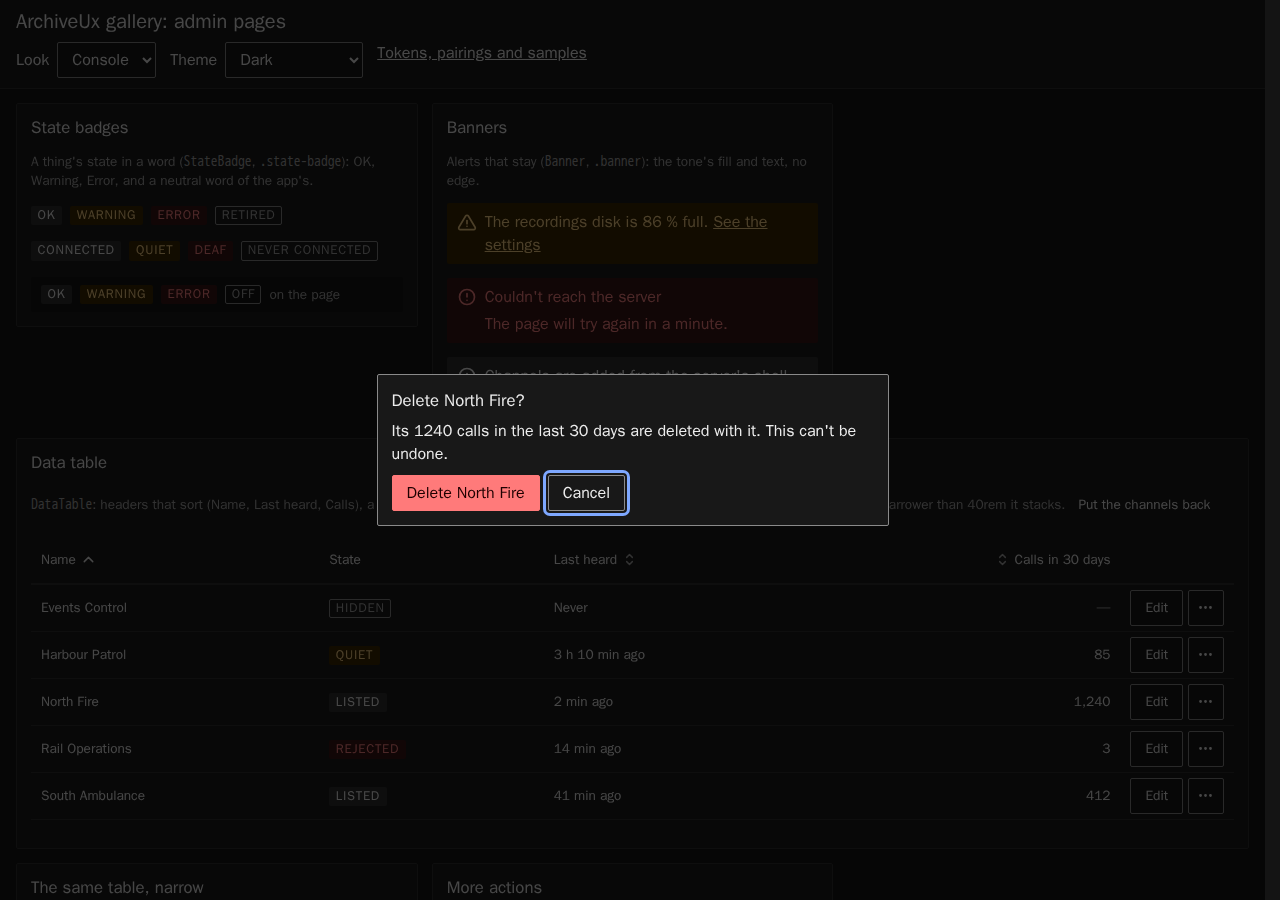 ArchiveUx gallery: admin pages
Look Console Theme Dark Tokens, pairings and samples
State badges
A thing's state in a word (StateBadge, .state-badge): OK,
Warning, Error, and a neutral word of the app's.
OK WARNING ERROR RETIRED
CONNECTED QUIET DEAF NEVER CONNECTED
OK WARNING ERROR OFF on the page
Banners
Alerts that stay (Banner, .banner): the tone's fill and text, no
edge.
The recordings disk is 86 % full. See the
settings
Couldn't reach the server
The page will try again in a minute.
Channels are added from the server's shell
Delete North Fire?
Its 1240 calls in the last 30 days are deleted with it. This can't be
undone.
Delete North Fire Cancel
Data table
DataTable: headers that sort (Name, Last heard, Calls), a
arrower than 40rem it stacks. Put the channels back
Name State Last heard Calls in 30 days
Events Control HIDDEN Never — Edit ···
Harbour Patrol QUIET 3 h 10 min ago 85 Edit ···
North Fire LISTED 2 min ago 1,240 Edit ···
Rail Operations REJECTED 14 min ago 3 Edit ···
South Ambulance LISTED 41 min ago 412 Edit ···
The same table, narrow
More actions